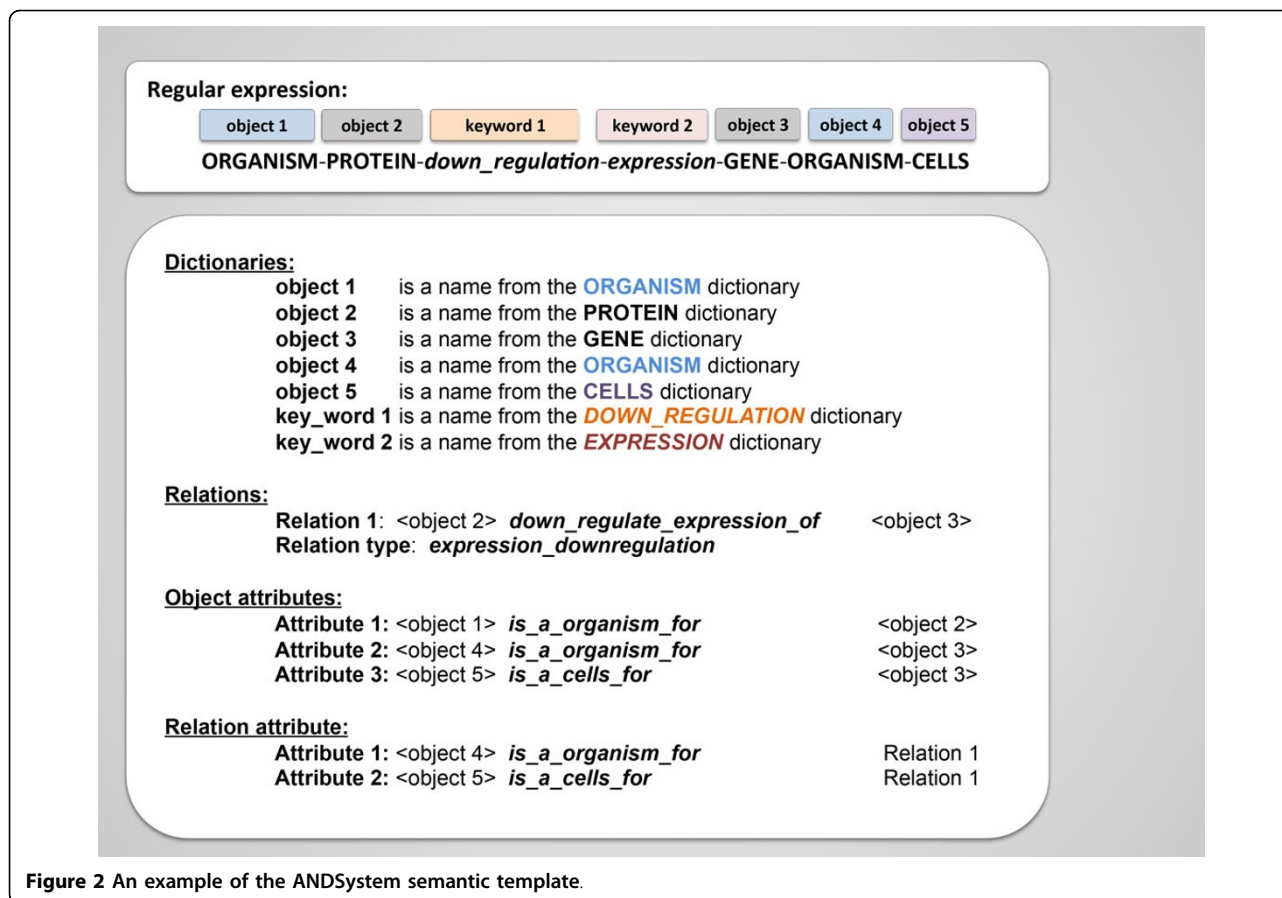 Regular expression:
object 1 object 2 keyword 1 keyword 2 object 3 object 4 object 5
ORGANISM-PROTEIN-down_regulation-expression-GENE-ORGANISM-CELLS
Dictionaries:
object 1 is a name from the ORGANISM dictionary
object 2 is a name from the PROTEIN dictionary
object 3 is a name from the GENE dictionary
object 4 is a name from the ORGANISM dictionary
object 5 is a name from the CELLS dictionary
key_word 1 is a name from the DOWN_REGULATION dictionary
key_word 2 is a name from the EXPRESSION dictionary
Relations:
Relation 1: <object 2> down_regulate_expression_of <object 3>
Relation type: expression_downregulation
Object attributes:
Attribute 1: <object 1> is_a_organism_for <object 2>
Attribute 2: <object 4> is_a_organism_for <object 3>
Attribute 3: <object 5> is_a_cells_for <object 3>
Relation attribute:
Attribute 1: <object 4> is_a_organism_for Relation 1
Attribute 2: <object 5> is_a_cells_for Relation 1
Figure 2 An example of the ANDSystem semantic template.